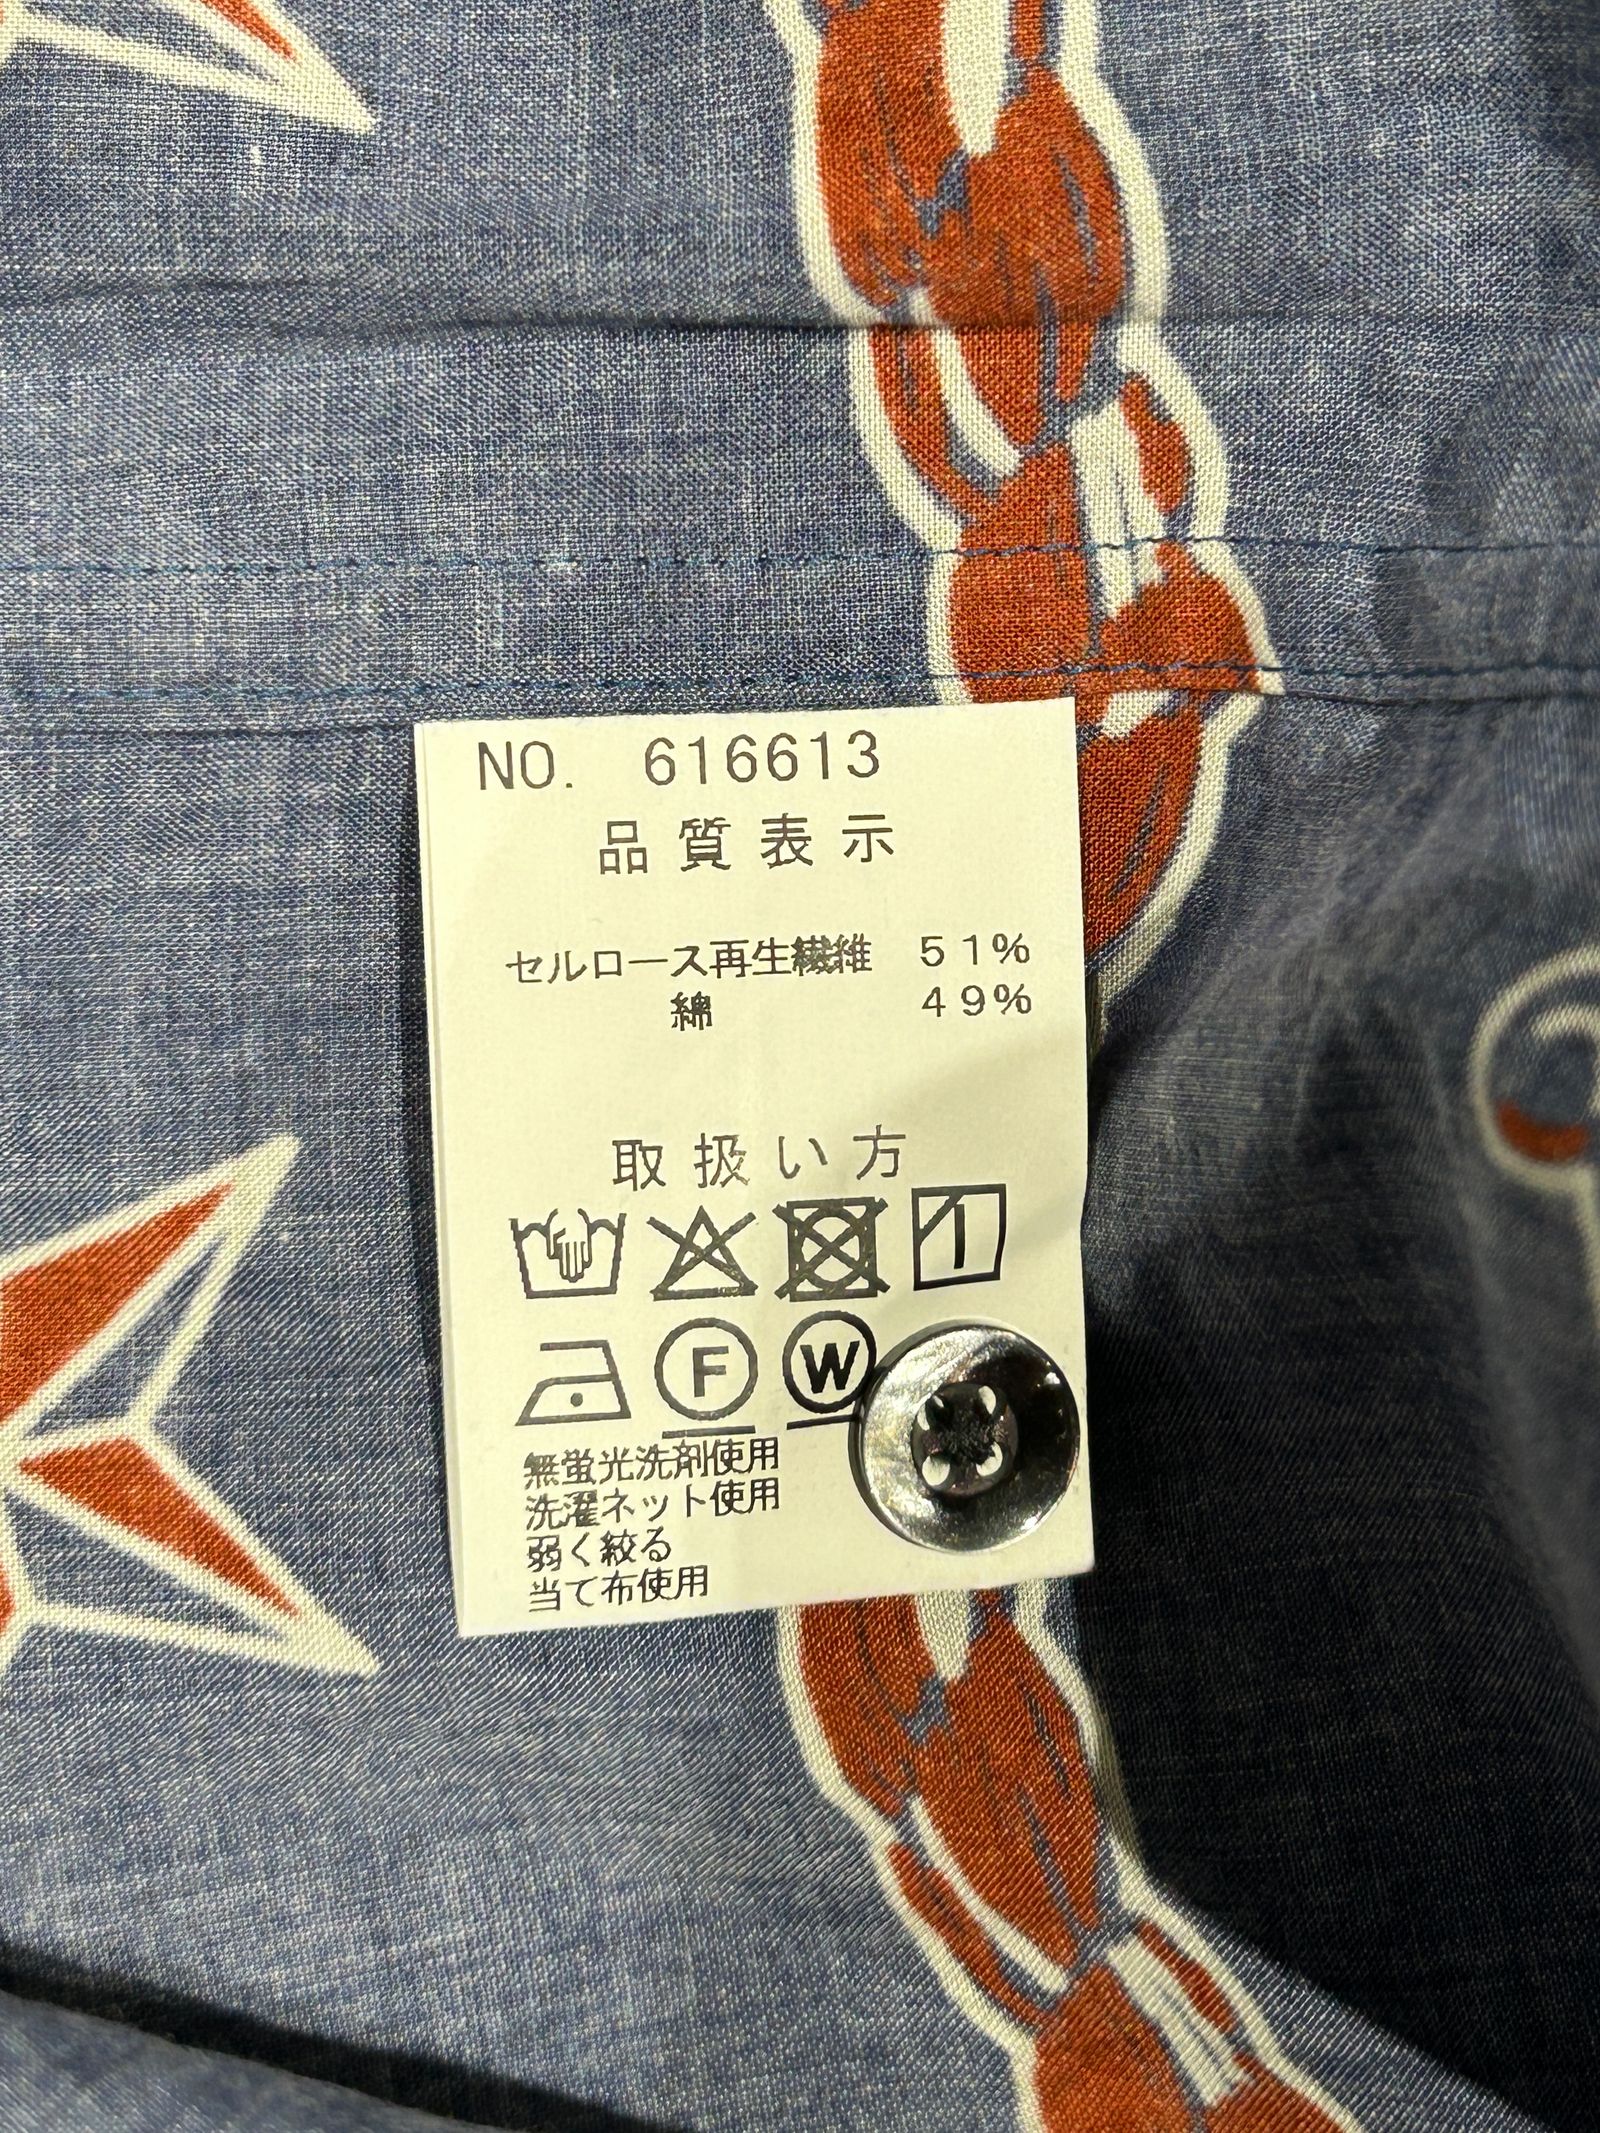 NO. 616613
品質表示
セルロース再生繊維 51%
綿 49%
取扱い方
F W
無蛍光洗剤使用
洗濯ネット使用
弱く絞る
当て布使用